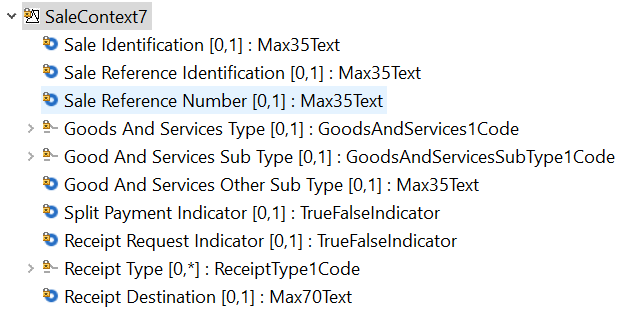 SaleContext7
Sale Identification [0,1] : Max35Text
Sale Reference Identification [0,1] : Max35Text
Sale Reference Number [0,1] : Max35Text
Goods And Services Type [0,1] : GoodsAndServices1Code
Good And Services Sub Type [0,1] : GoodsAndServicesSubType1Code
Good And Services Other Sub Type [0,1] : Max35Text
Split Payment Indicator [0,1] : TrueFalseIndicator
Receipt Request Indicator [0,1] : TrueFalseIndicator
Receipt Type [0,*] : ReceiptType1Code
Receipt Destination [0,1] : Max70Text